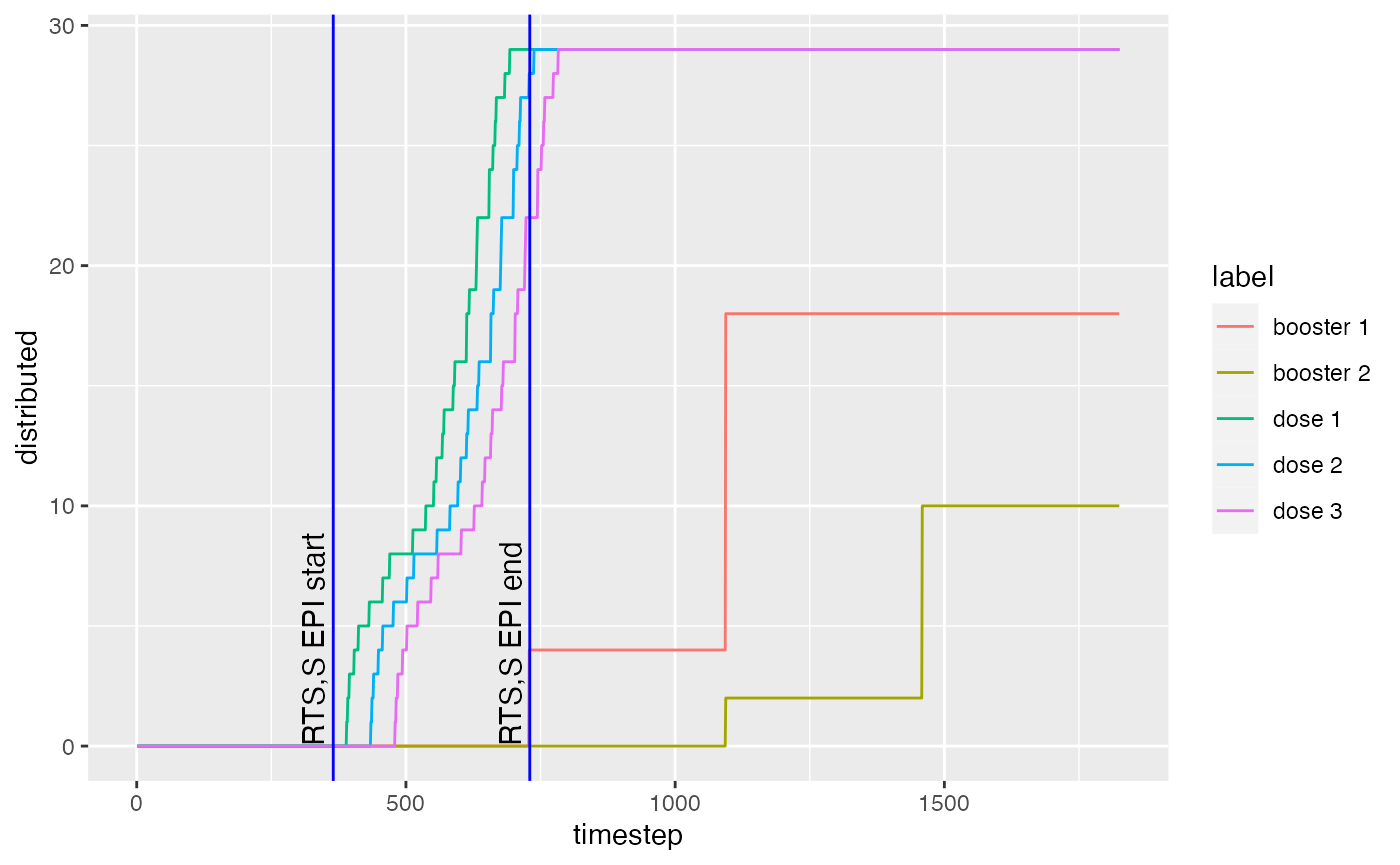 30
20
10
0
distributed
RTS,S EPI start
RTS,S EPI end
0
500
1000
1500
timestep
label
booster 1
booster 2
dose 1
dose 2
dose 3